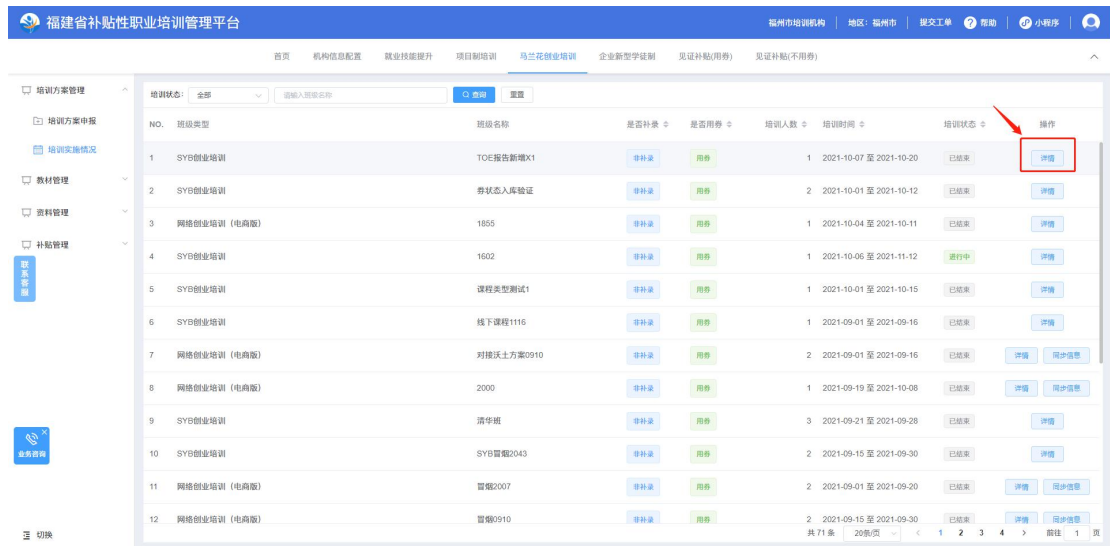 福建省补贴性职业培训管理平台
福州市培训机构 地区: 福州市 提交工单 ? 帮助 小程序
首页 机构信息配置 就业技能提升 项目制培训 马兰花创业培训 企业新型学徒制 见证补贴(用券) 见证补贴(不用券)
培训方案管理
培训方案申报
培训实施情况
教材管理
资料管理
补贴管理
联系客服
业务咨询
切换
培训状态: 全部 请输入班级名称 查询 重置
NO. 班级类型 班级名称 是否补录 是否用券 培训人数 培训时间 培训状态 操作
1 SYB创业培训 TOE报告新增X1 非补录 用券 1 2021-10-07 至 2021-10-20 已结束 详情
2 SYB创业培训 券状态入库验证 非补录 用券 2 2021-10-01 至 2021-10-12 已结束 详情
3 网络创业培训（电商版） 1855 非补录 用券 1 2021-10-04 至 2021-10-11 已结束 详情
4 SYB创业培训 1602 非补录 用券 1 2021-10-06 至 2021-11-12 进行中 详情
5 SYB创业培训 课程类型测试1 非补录 用券 1 2021-10-01 至 2021-10-15 已结束 详情
6 SYB创业培训 线下课程1116 非补录 用券 1 2021-09-01 至 2021-09-16 已结束 详情
7 网络创业培训（电商版） 对接沃土方案0910 非补录 用券 2 2021-09-01 至 2021-09-16 已结束 详情 同步信息
8 网络创业培训（电商版） 2000 非补录 用券 1 2021-09-19 至 2021-10-08 已结束 详情 同步信息
9 SYB创业培训 清华班 非补录 用券 3 2021-09-21 至 2021-09-28 已结束 详情
10 SYB创业培训 SYB冒烟2043 非补录 用券 2 2021-09-15 至 2021-09-30 已结束 详情
11 网络创业培训（电商版） 冒烟2007 非补录 用券 2 2021-09-01 至 2021-09-20 已结束 详情 同步信息
12 网络创业培训（电商版） 冒烟0910 非补录 用券 2 2021-09-15 至 2021-09-30 已结束 详情 同步信息
共 71 条 20条/页 1 2 3 4 前往 1 页